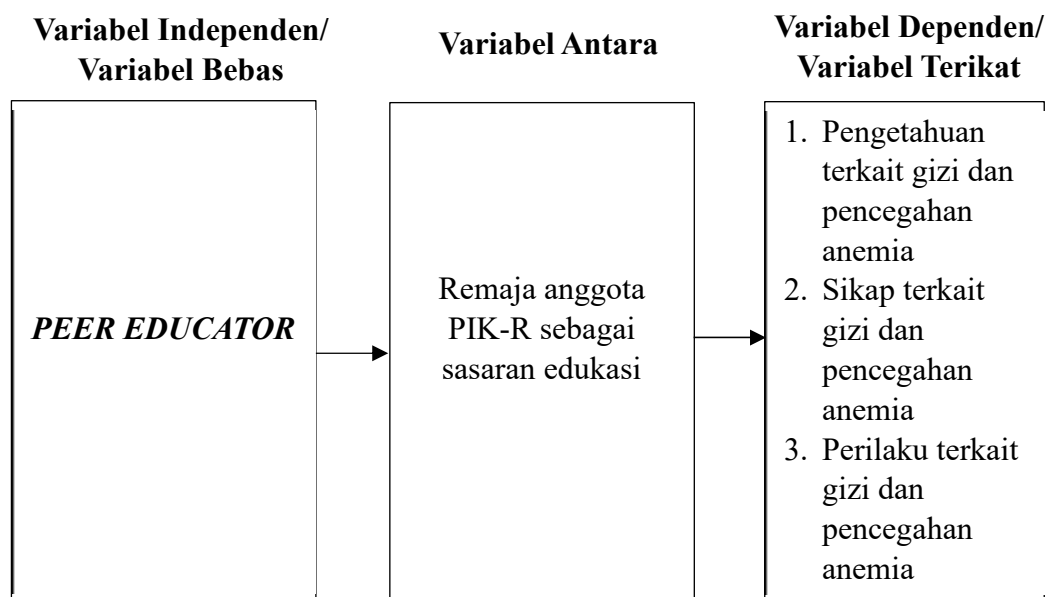 Variabel Independen/
Variabel Bebas
Variabel Antara
Variabel Dependen/
Variabel Terikat
PEER EDUCATOR
Remaja anggota
PIK-R sebagai
sasaran edukasi
1. Pengetahuan
terkait gizi dan
pencegahan
anemia
2. Sikap terkait
gizi dan
pencegahan
anemia
3. Perilaku terkait
gizi dan
pencegahan
anemia